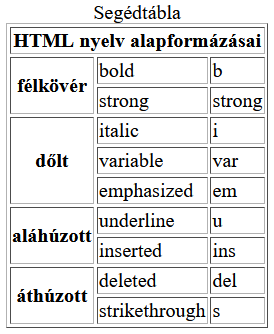 Segédtábla
HTML nyelv alapformázásai
félkövér bold b
strong strong
dőlt italic i
variable var
emphasized em
aláhúzott underline u
inserted ins
áthúzott deleted del
strikethrough s